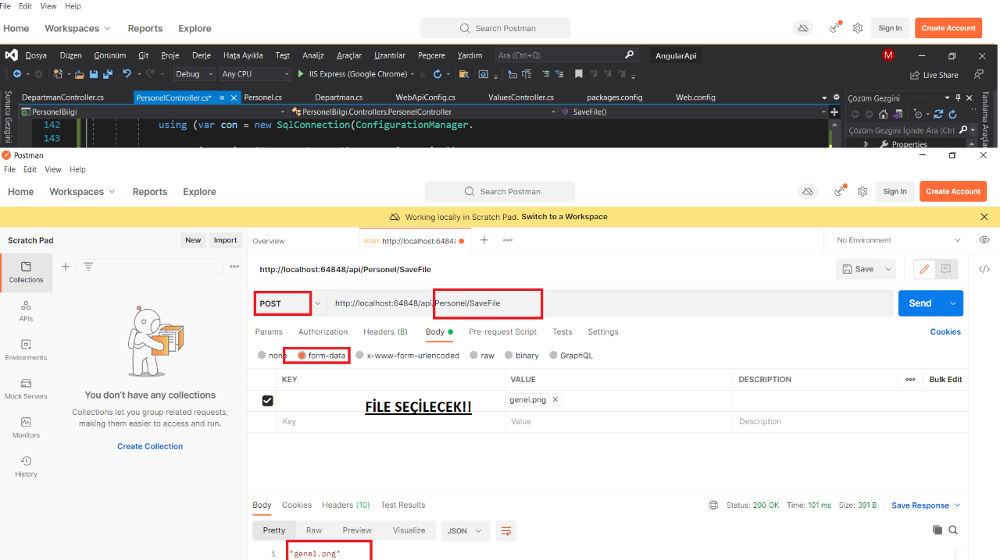 File Edit View Help
Home Workspaces Reports Explore Search Postman Sign In Create Account
Dosya Düzen Görünüm Git Proje Derle Hata Ayıkla Test Analiz Araçlar Uzantılar Pencere Yardım Ara (Ctrl+Q) AngularApi M
Debug Any CPU IIS Express (Google Chrome) Live Share
DepartmanController.cs PersonelController.cs* Personel.cs Departman.cs WebApiConfig.cs ValuesController.cs packages.config Web.config Çözüm Gezgini
PersonelBilgi PersonelBilgi.Controllers.PersonelController SaveFile()
Sunucu Gezgini
142 using (var con = new SqlConnection(ConfigurationManager.
143
Çözüm Gezgini İçinde Ara (Ctrl
Properties
Tanılama Araçlar
Postman
File Edit View Help
Home Workspaces Reports Explore Search Postman Sign In Create Account
Working locally in Scratch Pad. Switch to a Workspace
Scratch Pad New Import Overview POST http://localhost:64848 No Environment
Collections
APIs
Environments
Mock Servers
Monitors
History
You don't have any collections
Collections let you group related requests,
making them easier to access and run.
Create Collection
http://localhost:64848/api/Personel/SaveFile Save
POST http://localhost:64848/api/Personel/SaveFile Send
Params Authorization Headers (8) Body Pre-request Script Tests Settings Cookies
none form-data x-www-form-urlencoded raw binary GraphQL
KEY VALUE DESCRIPTION Bulk Edit
FİLE SEÇİLECEK!! genel.png
Key Value Description
Body Cookies Headers (10) Test Results Status: 200 OK Time: 101 ms Size: 391 B Save Response
Pretty Raw Preview Visualize JSON
1 "genel.png"